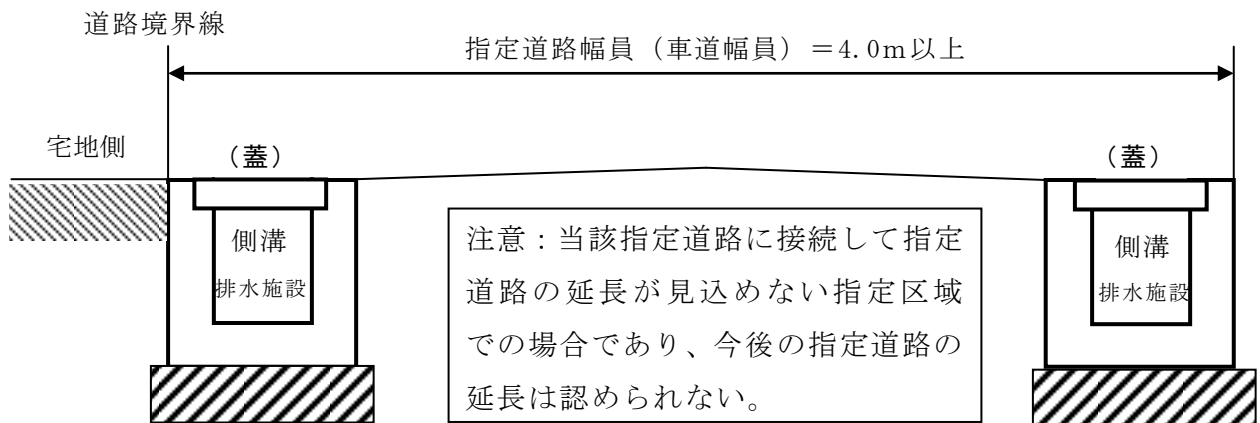 道路境界線
指定道路幅員（車道幅員）＝4.0m以上
宅地側
（蓋）
（蓋）
側溝
排水施設
注意：当該指定道路に接続して指定
道路の延長が見込めない指定区域
での場合であり、今後の指定道路の
延長は認められない。
側溝
排水施設